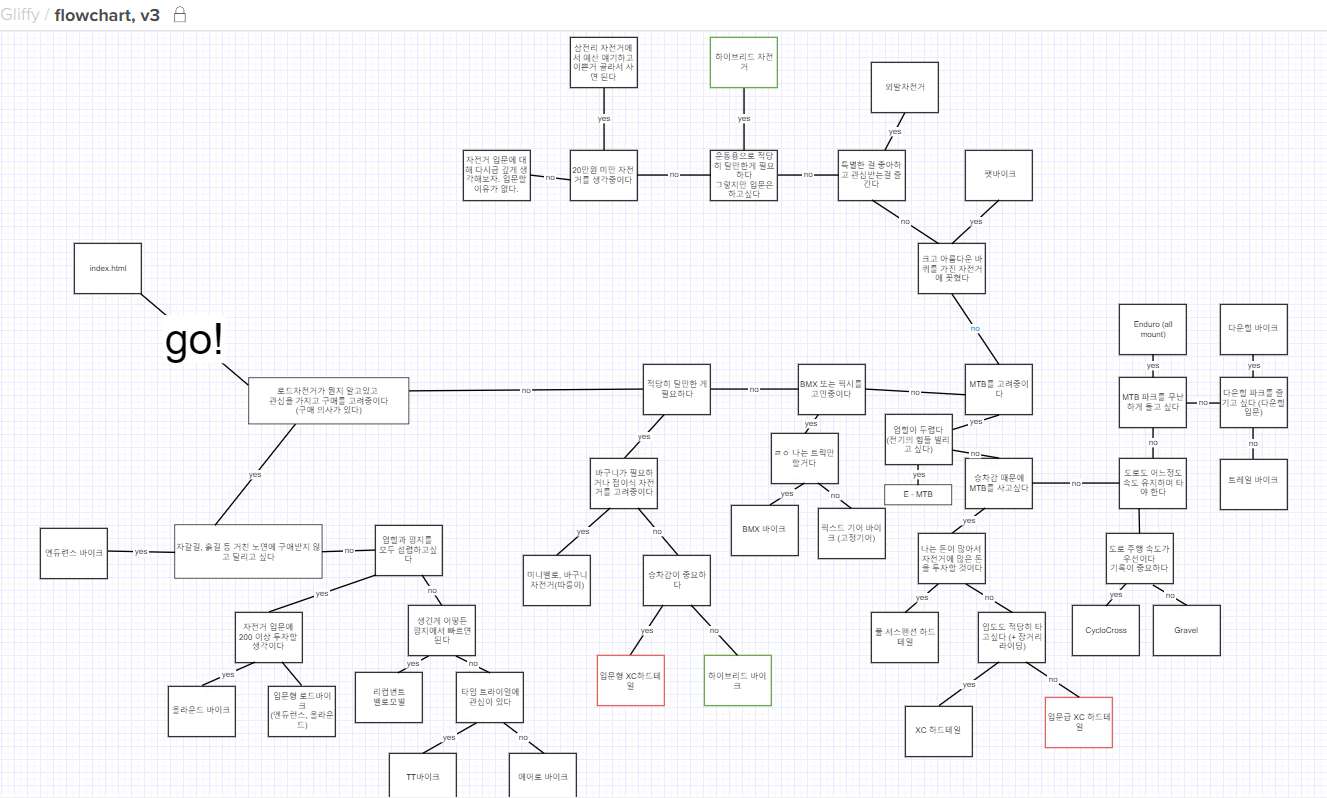 Gliffy / flowchart, v3
삼천리 자전거에
서 예산 얘기하고
이쁜거 골라서 사
면 된다
하이브리드 자전
거
외발자전거
yes
yes
yes
자전거 입문에 대
해 다시금 깊게 생
각해보자. 입문할
이유가 없다.
no
20만원 미만 자전
거를 생각중이다
no
운동용으로 적당
히 탈만한게 필요
하다
그렇지만 입문은
하고싶다
no
특별한 걸 좋아하
고 관심받는걸 즐
긴다
팻바이크
no
yes
index.html
크고 아름다운 바
퀴를 가진 자전거
에 꽂혔다
go!
no
Enduro (all
mount)
다운힐 바이크
yes
yes
로드자전거가 뭔지 알고있고
관심을 가지고 구매를 고려중이다
(구매 의사가 있다)
no
적당히 탈만한 게
필요하다
no
BMX 또는 픽시를
고민중이다
no
MTB를 고려중이
다
MTB 파크를 무난
하게 돌고 싶다
no
다운힐 파크를 즐
기고 싶다 (다운힐
입문)
yes
yes
yes
업힐이 두렵다
(전기의 힘을 빌리
고 싶다)
no
no
no
yes
바구니가 필요하
거나 접이식 자전
거를 고려중이다
ㄹㅇ 나는 트릭만
할거다
yes
E - MTB
승차감 때문에
MTB를 사고싶다
no
도로도 어느정도
속도 유지하며 타
야 한다
트레일 바이크
yes
no
yes
no
yes
BMX 바이크
픽스드 기어 바이
크 (고정기어)
엔듀런스 바이크
yes
자갈길, 흙길 등 거친 노면에 구애받지 않
고 달리고 싶다
no
업힐과 평지를
모두 섭렵하고싶
다
미니벨로, 바구니
자전거(따릉이)
승차감이 중요하
다
나는 돈이 많아서
자전거에 많은 돈
을 투자할 것이다
도로 주행 속도가
우선이다
기록이 중요하다
yes
no
yes
no
yes
no
자전거 입문에
200 이상 투자할
생각이다
생긴게 어떻든
평지에서 빠르면
된다
yes
no
풀 서스펜션 하드
테일
입도도 적당히 타
고싶다 (+ 장거리
라이딩)
CycloCross
Gravel
yes
yes
no
입문형 XC하드테
일
하이브리드 바이
크
yes
no
올라운드 바이크
입문형 로드바이
크
(엔듀런스, 올라운
드)
리컴번트
벨로모빌
타임 트라이얼에
관심이 있다
XC 하드테일
입문급 XC 하드테
일
yes
no
TT바이크
에어로 바이크